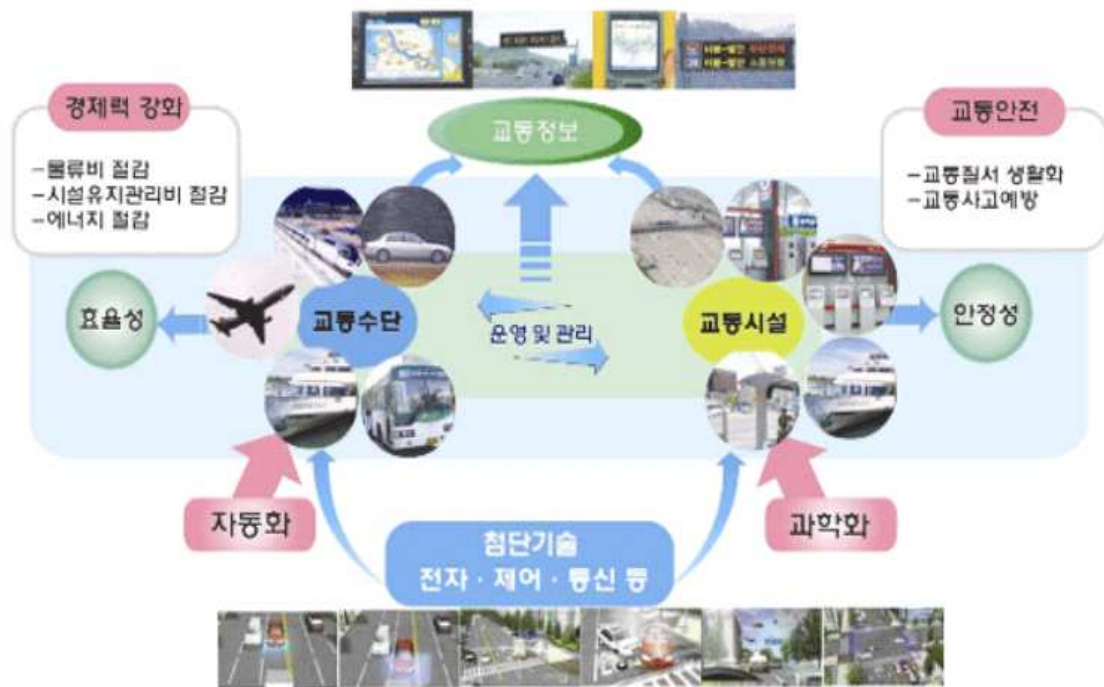 교통정보
경제력 강화
-물류비 절감
-시설유지관리비 절감
-에너지 절감
교통안전
-교통질서 생활화
-교통사고예방
효율성
교통수단
운영 및 관리
교통시설
안정성
자동화
첨단기술
전자 · 제어 · 통신 등
과학화